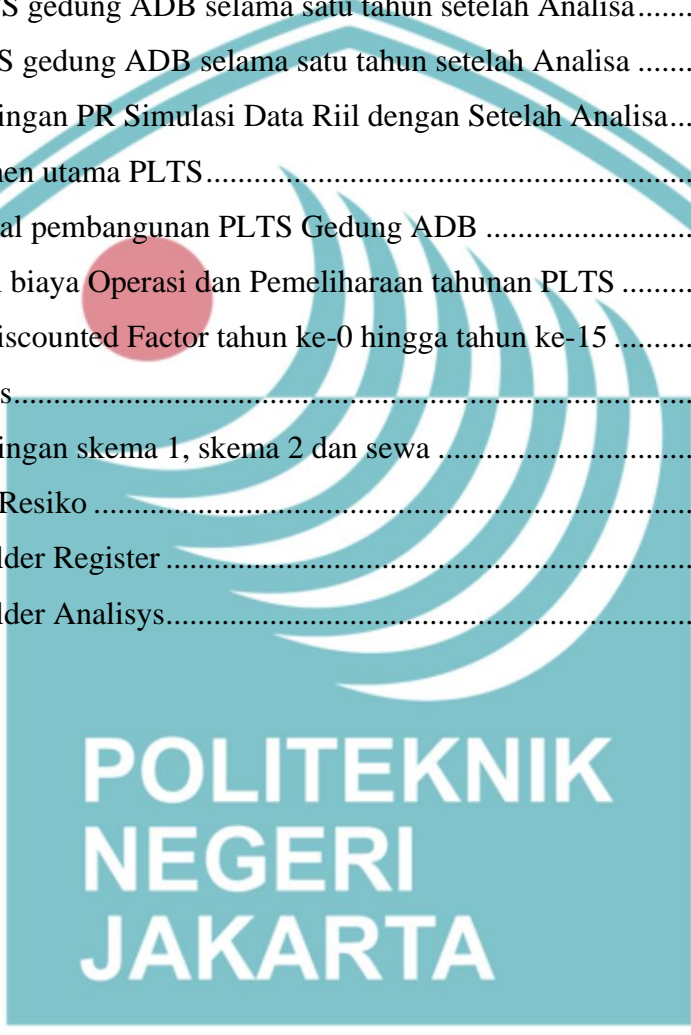 S gedung ADB selama satu tahun setelah Analisa.......
S gedung ADB selama satu tahun setelah Analisa .......
ingan PR Simulasi Data Riil dengan Setelah Analisa...
nen utama PLTS.............................................................
al pembangunan PLTS Gedung ADB ..........................
biaya Operasi dan Pemeliharaan tahunan PLTS ........
iscounted Factor tahun ke-0 hingga tahun ke-15 .........
s.........................................................................................
ingan skema 1, skema 2 dan sewa ................................
Resiko ............................................................................
lder Register ..................................................................
lder Analisys..................................................................
POLITEKNIK
NEGERI
JAKARTA